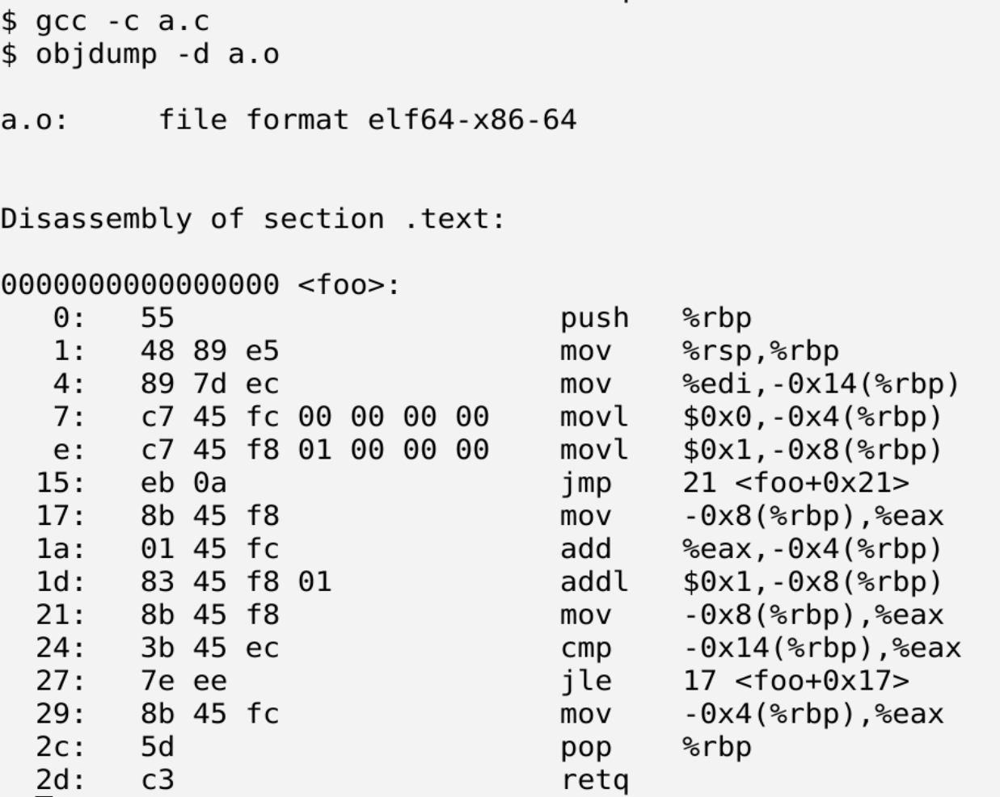 $ gcc -c a.c
$ objdump -d a.o
a.o:     file format elf64-x86-64
Disassembly of section .text:
0000000000000000 <foo>:
   0:   55                      push   %rbp
   1:   48 89 e5                mov    %rsp,%rbp
   4:   89 7d ec                mov    %edi,-0x14(%rbp)
   7:   c7 45 fc 00 00 00 00    movl   $0x0,-0x4(%rbp)
   e:   c7 45 f8 01 00 00 00    movl   $0x1,-0x8(%rbp)
  15:   eb 0a                   jmp    21 <foo+0x21>
  17:   8b 45 f8                mov    -0x8(%rbp),%eax
  1a:   01 45 fc                add    %eax,-0x4(%rbp)
  1d:   83 45 f8 01             addl   $0x1,-0x8(%rbp)
  21:   8b 45 f8                mov    -0x8(%rbp),%eax
  24:   3b 45 ec                cmp    -0x14(%rbp),%eax
  27:   7e ee                   jle    17 <foo+0x17>
  29:   8b 45 fc                mov    -0x4(%rbp),%eax
  2c:   5d                      pop    %rbp
  2d:   c3                      retq